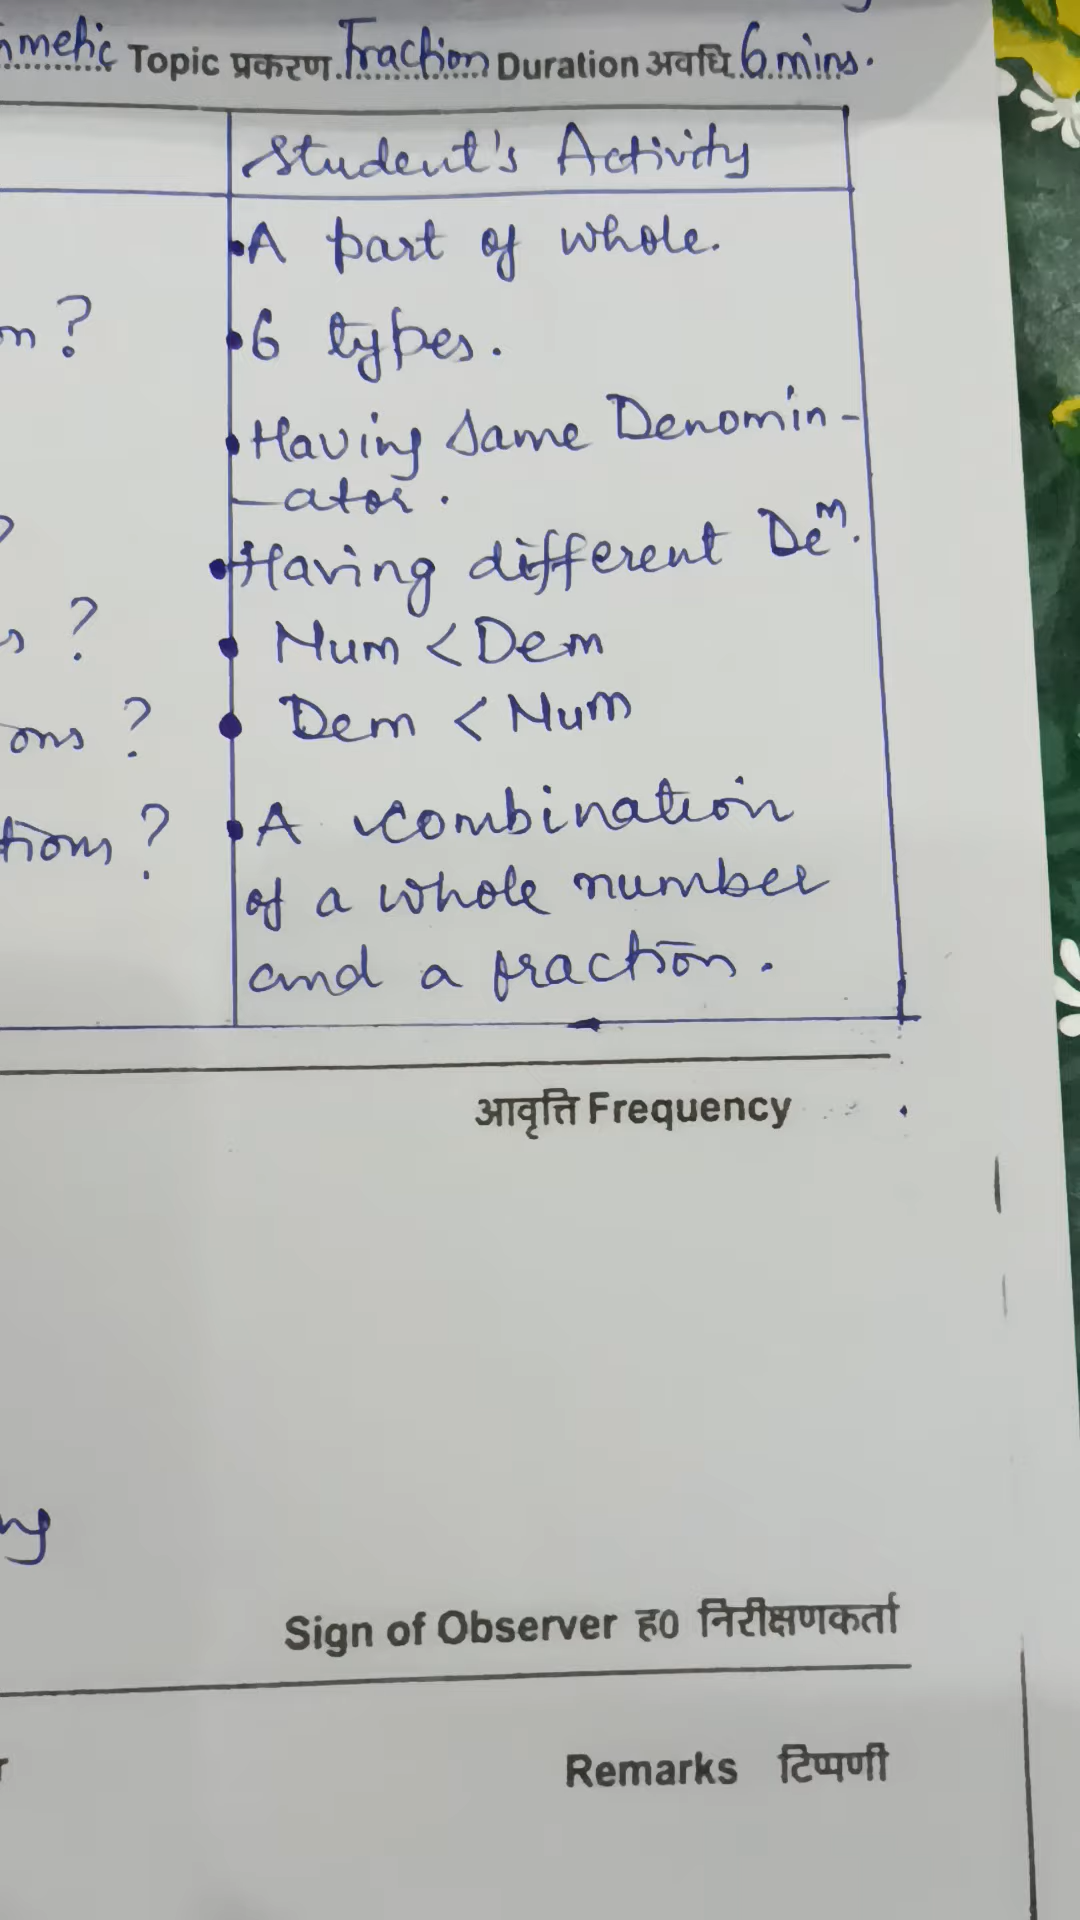 Topic प्रकरण Fraction Duration अवधि 6 mins.
Student's Activity
• A part of whole.
? • 6 types.
• Having same Denomin-
-ator.
?
• Having different Deᵐ.
? • Num < Dem
ons ? • Dem < Num
tions ? • A combination
of a whole number
and a fraction.
आवृत्ति Frequency
Sign of Observer ह0 निरीक्षणकर्ता
Remarks टिप्पणी